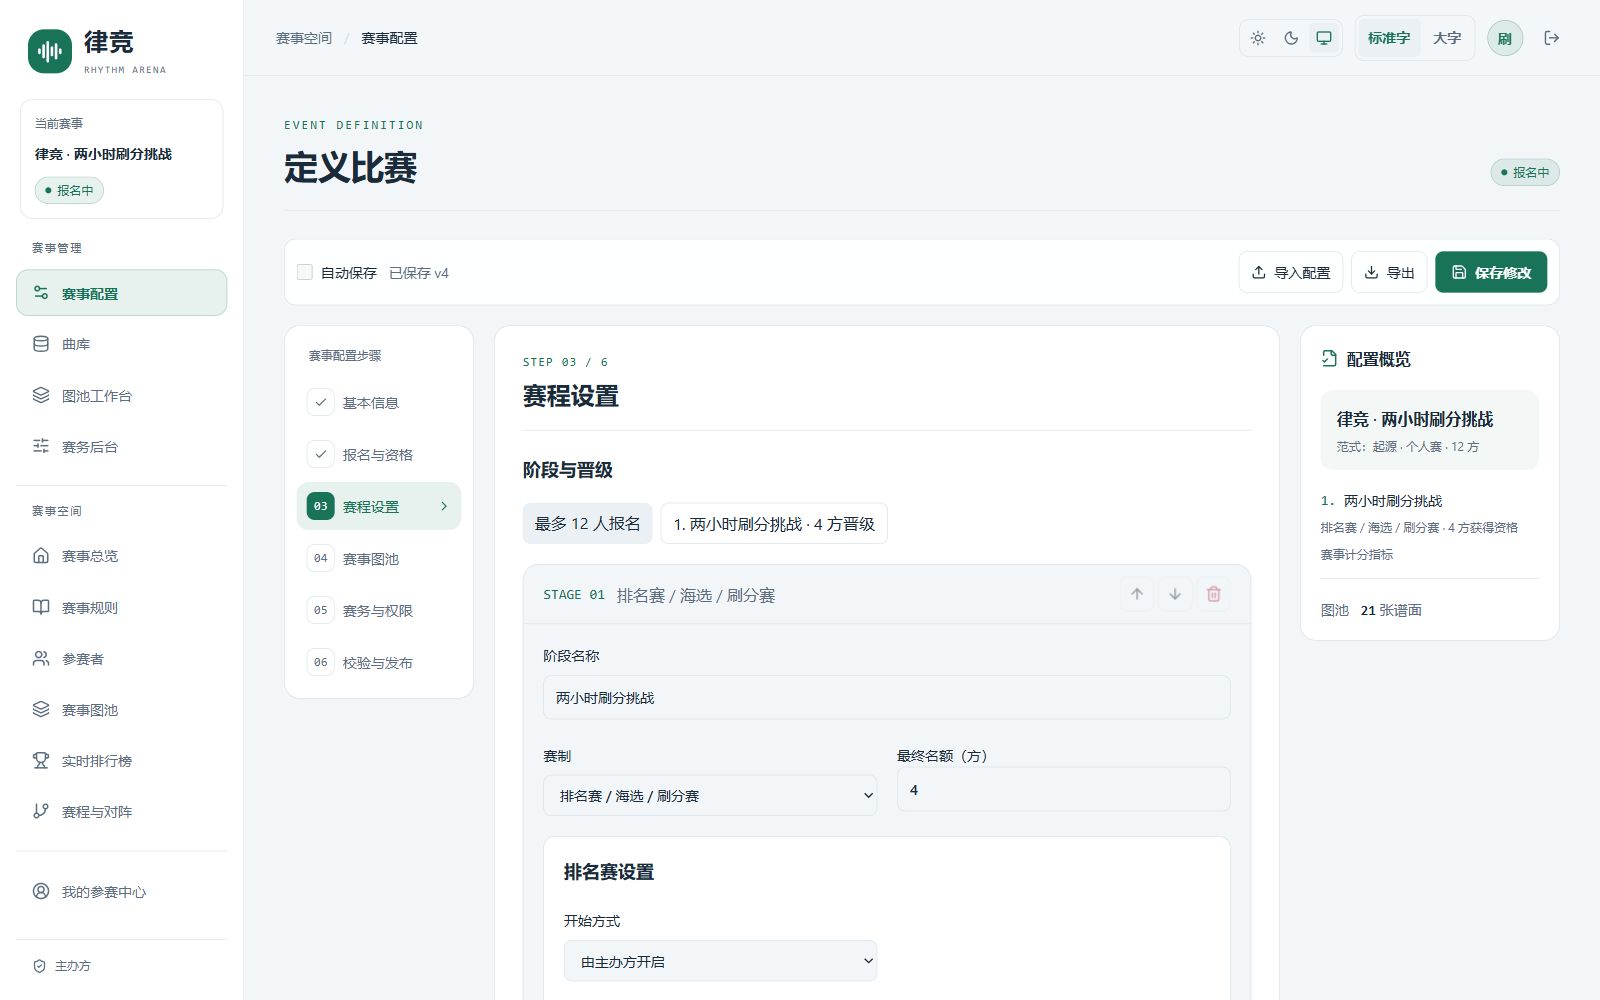 律竞
RHYTHM ARENA
当前赛事
律竞 · 两小时刷分挑战
报名中
赛事管理
赛事配置
曲库
图池工作台
赛务后台
赛事空间
赛事总览
赛事规则
参赛者
赛事图池
实时排行榜
赛程与对阵
我的参赛中心
主办方
赛事空间 / 赛事配置
标准字 大字 刷
EVENT DEFINITION
定义比赛
报名中
自动保存 已保存 v4
导入配置 导出 保存修改
赛事配置步骤
基本信息
报名与资格
03 赛程设置
04 赛事图池
05 赛务与权限
06 校验与发布
STEP 03 / 6
赛程设置
阶段与晋级
最多 12 人报名 1. 两小时刷分挑战 · 4 方晋级
STAGE 01 排名赛 / 海选 / 刷分赛
阶段名称
两小时刷分挑战
赛制 最终名额（方）
排名赛 / 海选 / 刷分赛 4
排名赛设置
开始方式
由主办方开启
配置概览
律竞 · 两小时刷分挑战
范式：起源 · 个人赛 · 12 方
1. 两小时刷分挑战
排名赛 / 海选 / 刷分赛 · 4 方获得资格
赛事计分指标
图池 21 张谱面